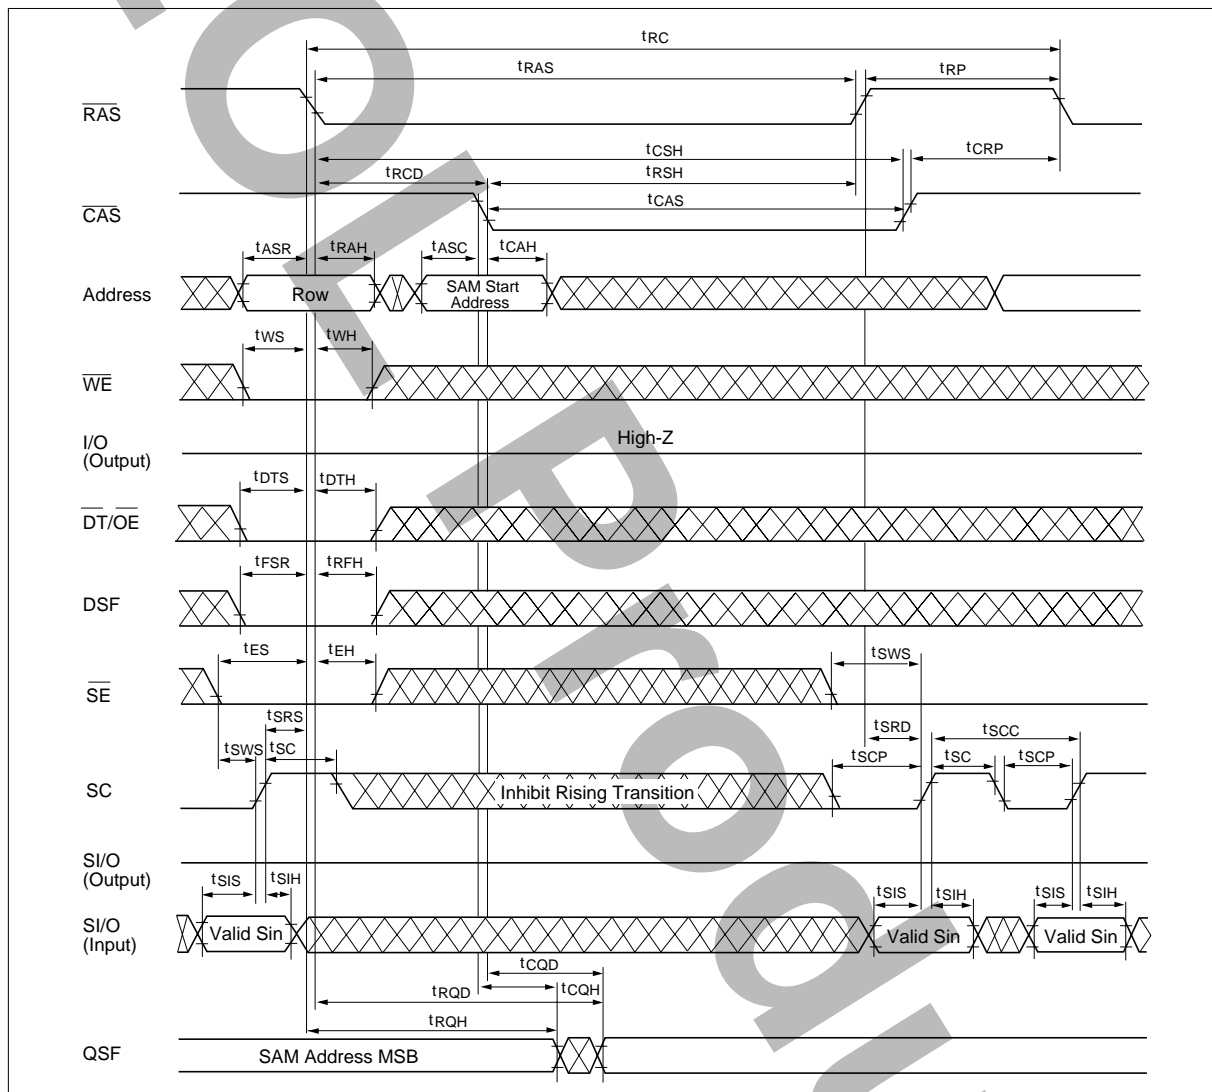 tRC
tRAS
tRP
RAS
tCSH
tCRP
tRCD
tRSH
CAS
tCAS
tASR
tRAH
tASC
tCAH
Address
Row
SAM Start
Address
tWS
tWH
WE
I/O
(Output)
High-Z
tDTS
tDTH
DT/OE
tFSR
tRFH
DSF
tES
tEH
tSWS
SE
tSRS
tSRD
tSCC
tSWS
tSC
tSCP
tSC
tSCP
SC
Inhibit Rising Transition
SI/O
(Output)
tSIS
tSIH
tSIS
tSIH
tSIS
tSIH
SI/O
(Input)
Valid Sin
Valid Sin
Valid Sin
tCQD
tRQD
tCQH
tRQH
QSF
SAM Address MSB